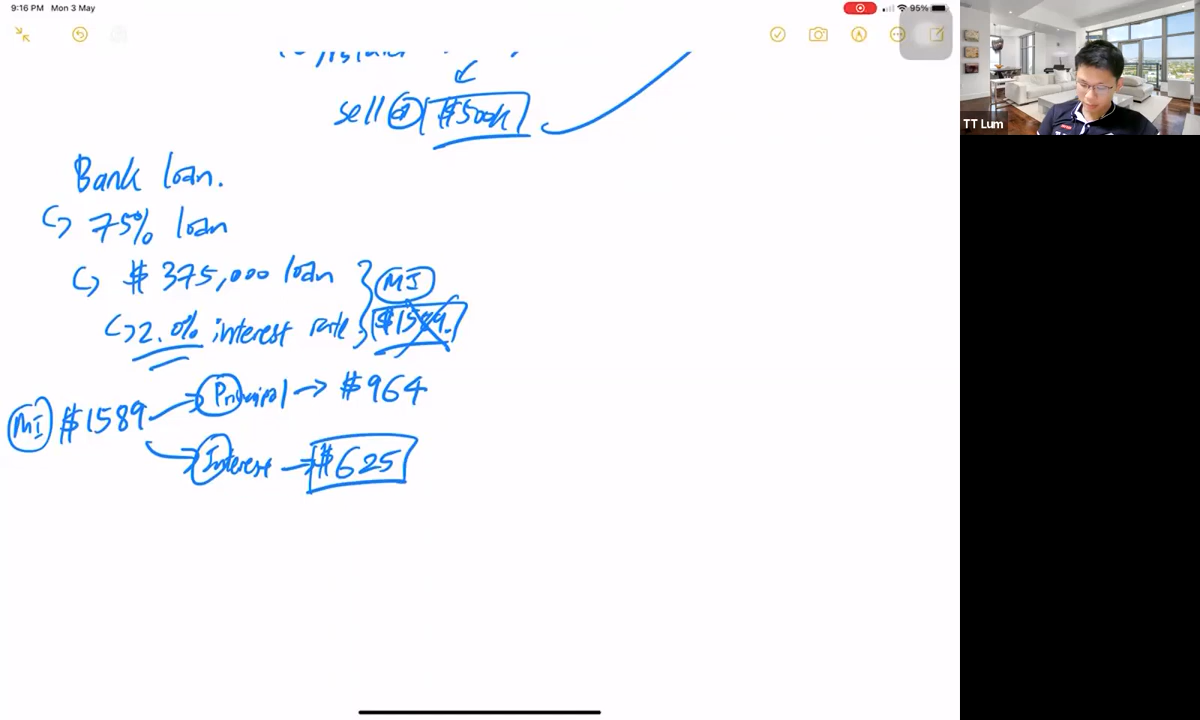 9:16 PM Mon 3 May
95%
TT Lum
sell @ $500k
Bank loan.
75% loan
$375,000 loan
MI
2.0% interest rate
$1589.
Principal → $964
MI $1589
Interest → $625